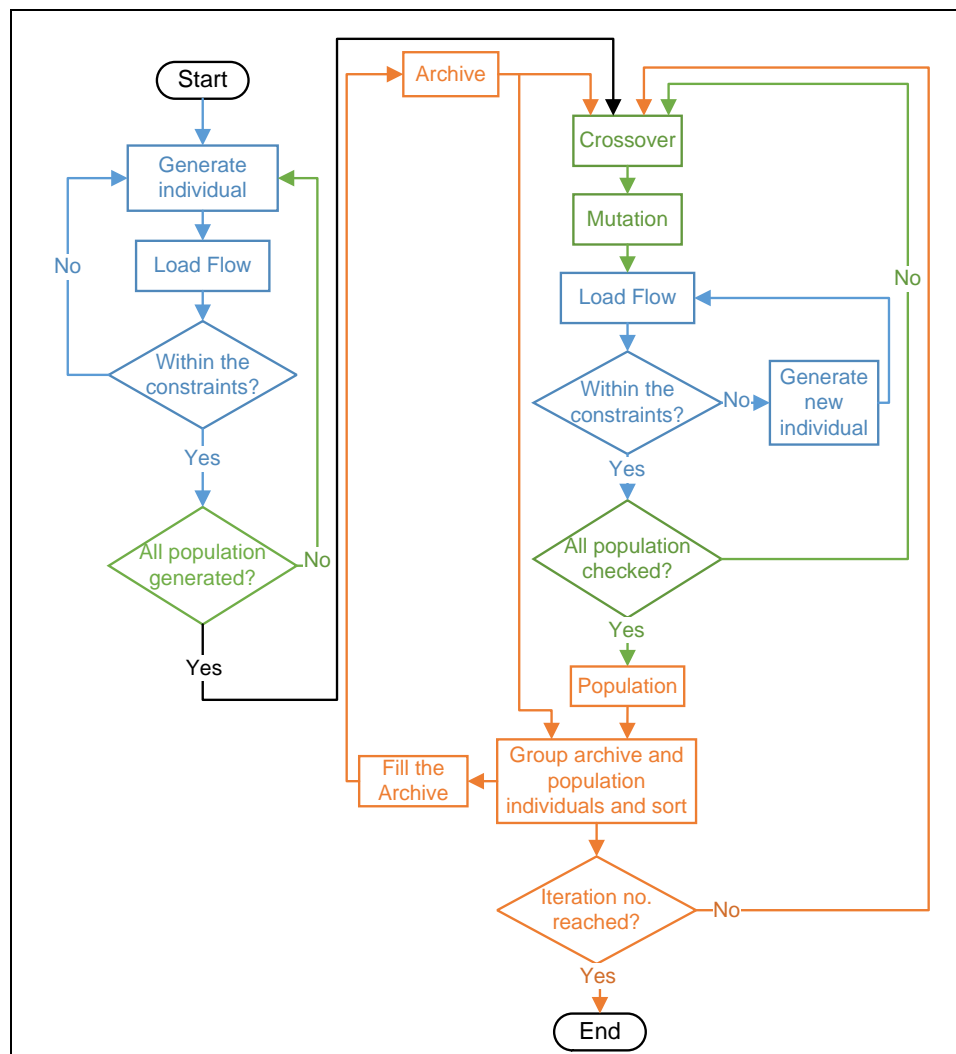 Start
Generate
individual
No
Load Flow
Within the
constraints?
Yes
All population
generated?
No
Yes
Archive
Crossover
Mutation
No
Load Flow
Within the
constraints?
No
Generate
new
individual
Yes
All population
checked?
Yes
Population
Fill the
Archive
Group archive and
population
individuals and sort
Iteration no.
reached?
No
Yes
End